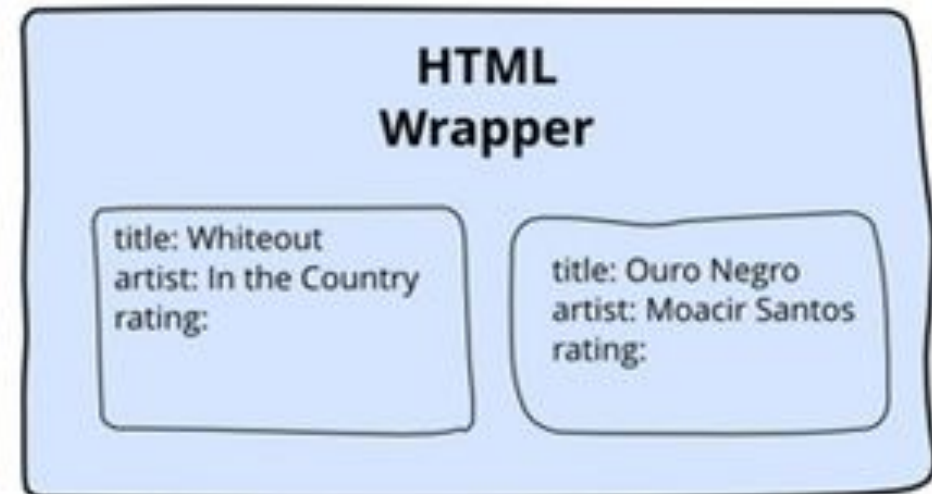 HTML
Wrapper
title: Whiteout
artist: In the Country
rating:
title: Ouro Negro
artist: Moacir Santos
rating: